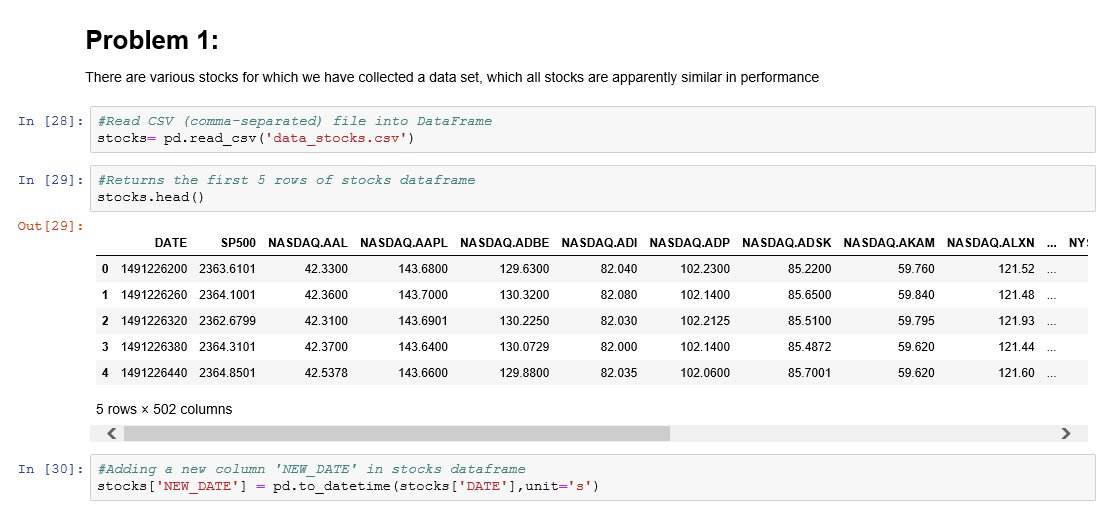 Problem 1:
There are various stocks for which we have collected a data set, which all stocks are apparently similar in performance
In [28]: #Read CSV (comma-separated) file into DataFrame
stocks= pd.read_csv('data_stocks.csv')
In [29]: #Returns the first 5 rows of stocks dataframe
stocks.head()
Out[29]:
DATE SP500 NASDAQ.AAL NASDAQ.AAPL NASDAQ.ADBE NASDAQ.ADI NASDAQ.ADP NASDAQ.ADSK NASDAQ.AKAM NASDAQ.ALXN ... NY
0 1491226200 2363.6101 42.3300 143.6800 129.6300 82.040 102.2300 85.2200 59.760 121.52 ...
1 1491226260 2364.1001 42.3600 143.7000 130.3200 82.080 102.1400 85.6500 59.840 121.48 ...
2 1491226320 2362.6799 42.3100 143.6901 130.2250 82.030 102.2125 85.5100 59.795 121.93 ...
3 1491226380 2364.3101 42.3700 143.6400 130.0729 82.000 102.1400 85.4872 59.620 121.44 ...
4 1491226440 2364.8501 42.5378 143.6600 129.8800 82.035 102.0600 85.7001 59.620 121.60 ...
5 rows × 502 columns
In [30]: #Adding a new column 'NEW_DATE' in stocks dataframe
stocks['NEW_DATE'] = pd.to_datetime(stocks['DATE'],unit='s')